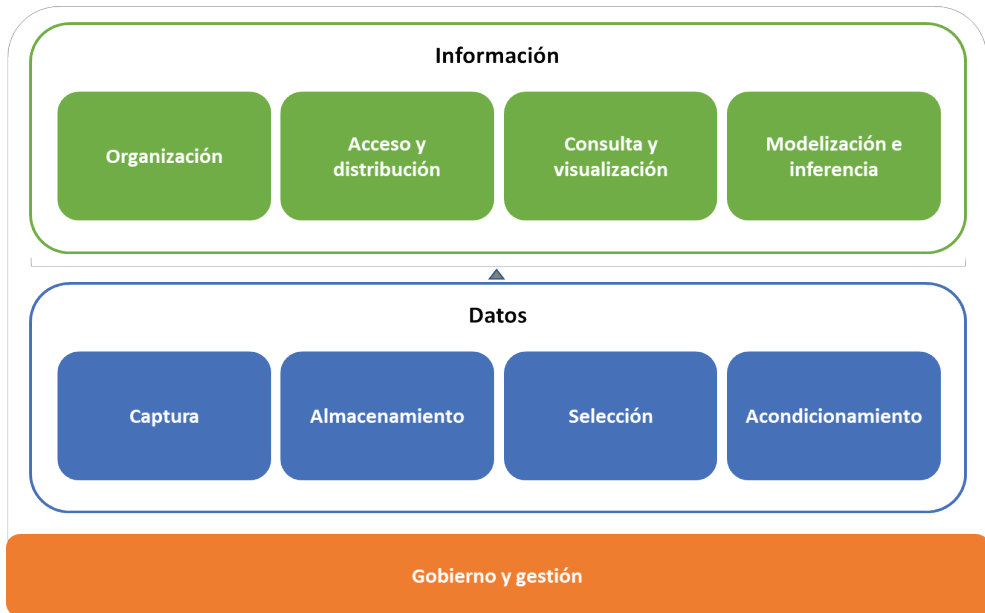 Información
Organización
Acceso y
distribución
Consulta y
visualización
Modelización e
inferencia
Datos
Captura
Almacenamiento
Selección
Acondicionamiento
Gobierno y gestión